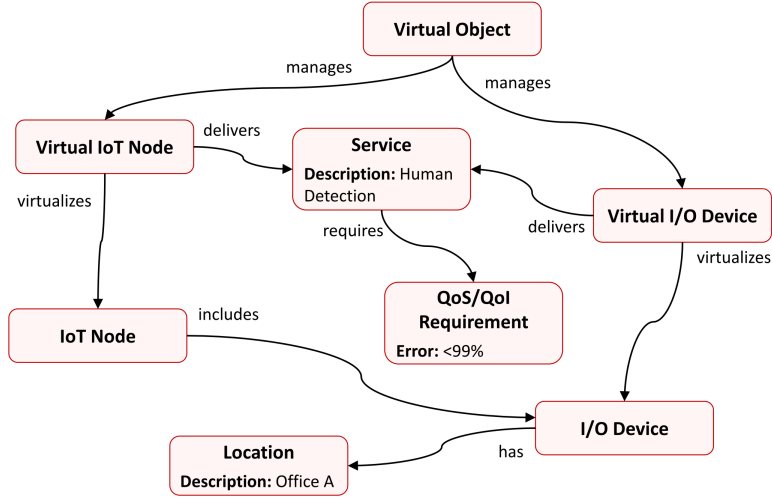 Virtual Object
manages
manages
Virtual IoT Node
delivers
Service
Description: Human
Detection
virtualizes
requires
delivers
Virtual I/O Device
virtualizes
QoS/QoI
Requirement
Error: <99%
IoT Node
includes
I/O Device
has
Location
Description: Office A